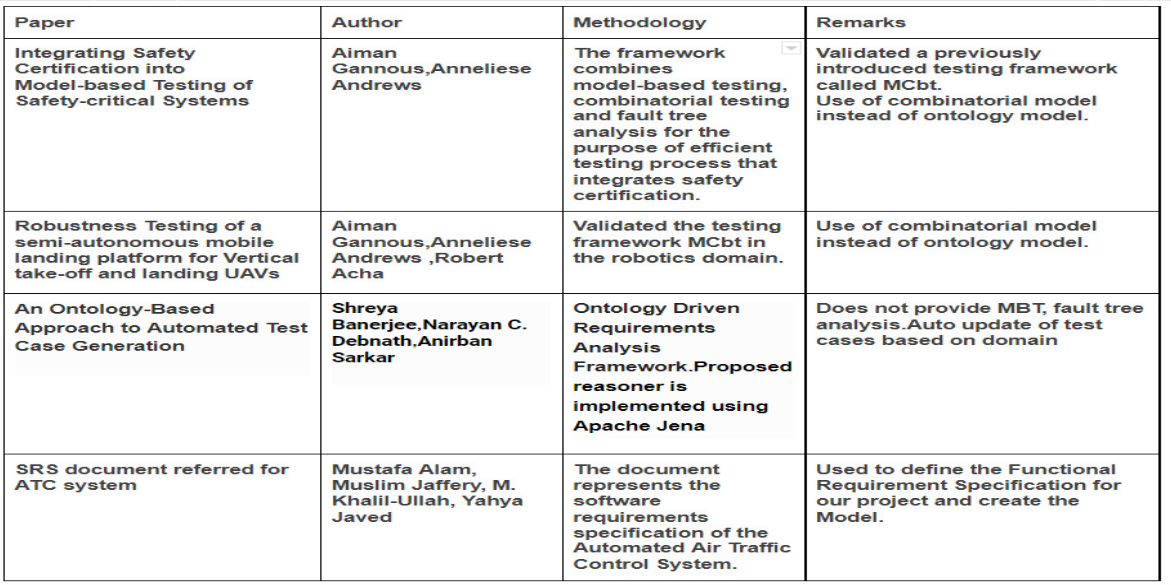 Paper
Author
Methodology
Remarks
Integrating Safety
Certification into
Model-based Testing of
Safety-critical Systems
Aiman
Gannous,Anneliese
Andrews
The framework
combines
model-based testing,
combinatorial testing
and fault tree
analysis for the
purpose of efficient
testing process that
integrates safety
certification.
Validated a previously
introduced testing framework
called MCbt.
Use of combinatorial model
instead of ontology model.
Robustness Testing of a
semi-autonomous mobile
landing platform for Vertical
take-off and landing UAVs
Aiman
Gannous,Anneliese
Andrews ,Robert
Acha
Validated the testing
framework MCbt in
the robotics domain.
Use of combinatorial model
instead of ontology model.
An Ontology-Based
Approach to Automated Test
Case Generation
Shreya
Banerjee,Narayan C.
Debnath,Anirban
Sarkar
Ontology Driven
Requirements
Analysis
Framework.Proposed
reasoner is
implemented using
Apache Jena
Does not provide MBT, fault tree
analysis.Auto update of test
cases based on domain
SRS document referred for
ATC system
Mustafa Alam,
Muslim Jaffery, M.
Khalil-Ullah, Yahya
Javed
The document
represents the
software
requirements
specification of the
Automated Air Traffic
Control System.
Used to define the Functional
Requirement Specification for
our project and create the
Model.